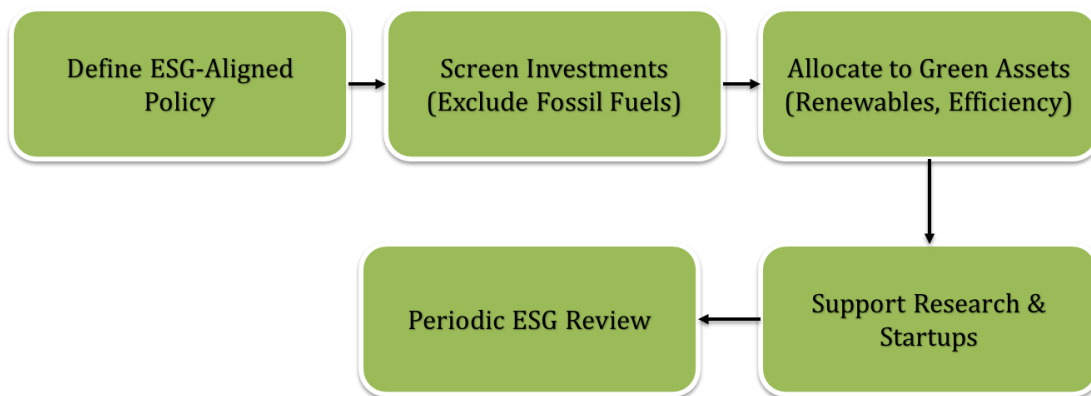 Define ESG-Aligned
Policy
Screen Investments
(Exclude Fossil Fuels)
Allocate to Green Assets
(Renewables, Efficiency)
Support Research &
Startups
Periodic ESG Review